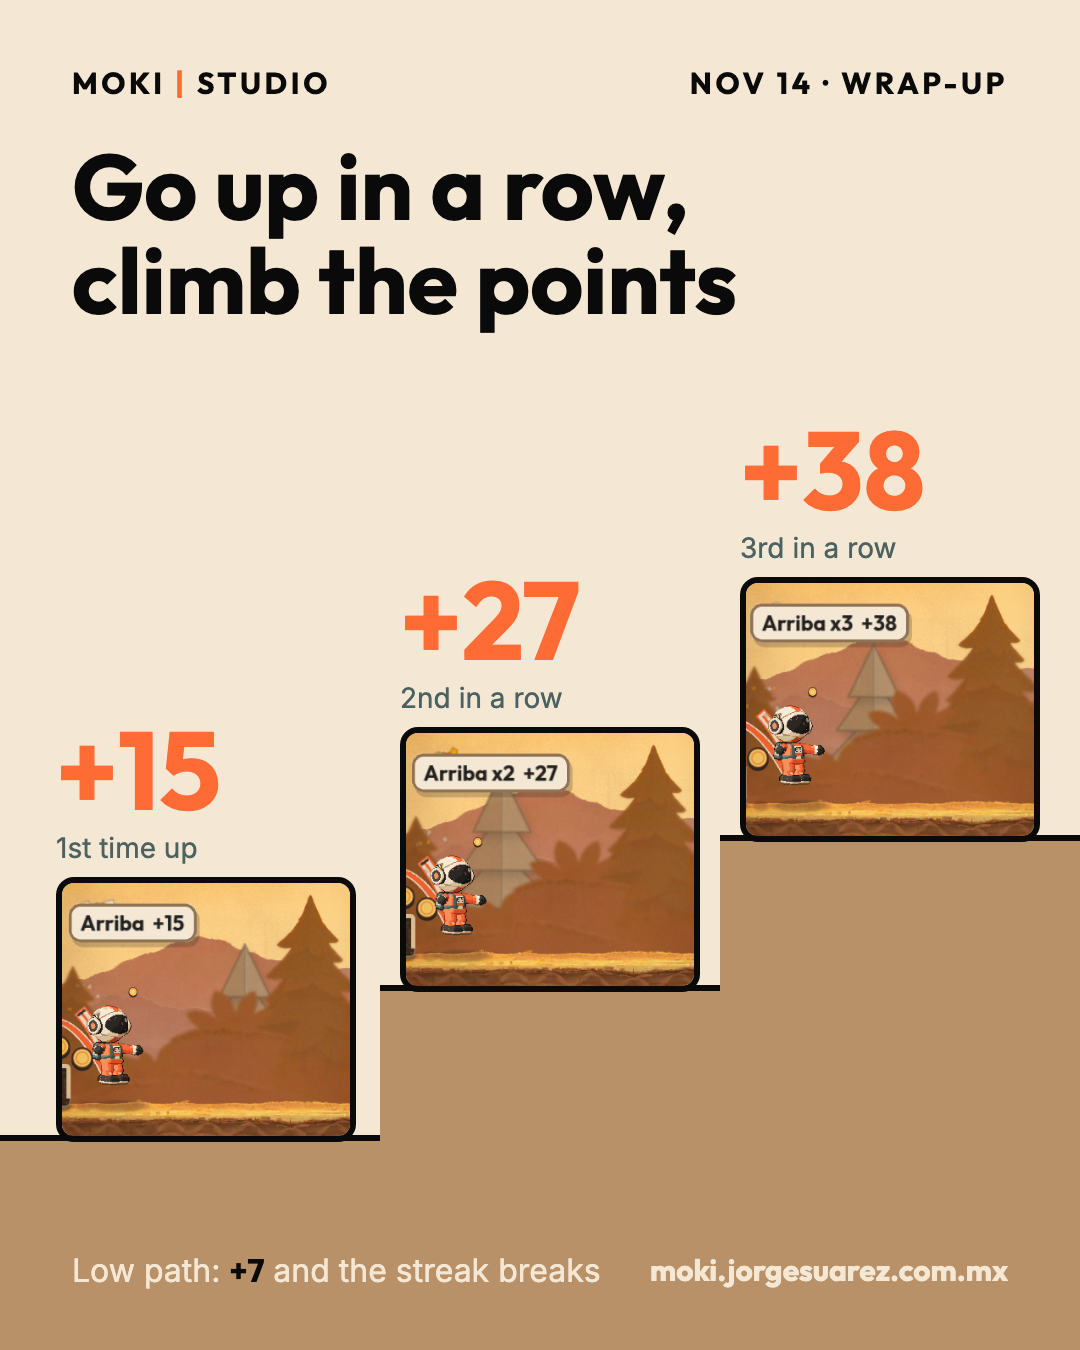 MOKI | STUDIO
NOV 14 · WRAP-UP
Go up in a row,
climb the points
+15
1st time up
Arriba +15
+27
2nd in a row
Arriba x2 +27
+38
3rd in a row
Arriba x3 +38
Low path: +7 and the streak breaks
moki.jorgesuarez.com.mx